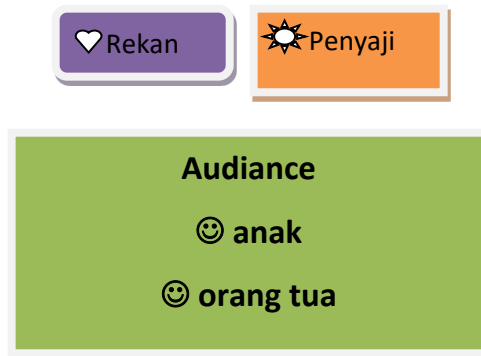 Rekan
Penyaji
Audiance
☺ anak
☺ orang tua